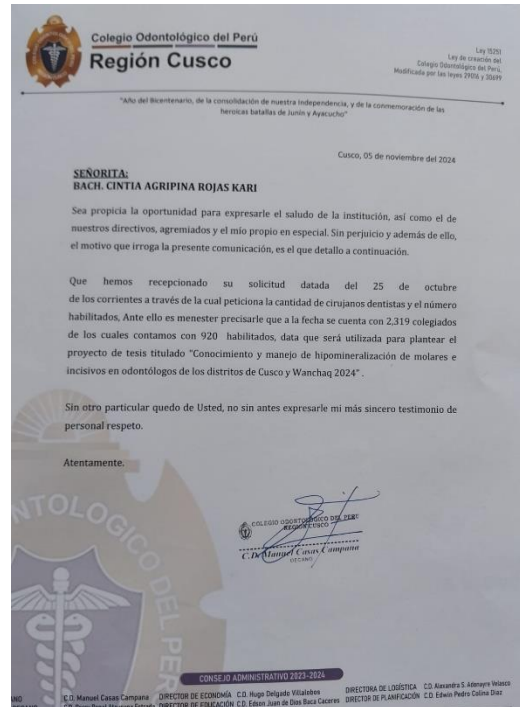 Colegio Odontológico del Perú
Región Cusco
Ley 15251
Ley de creación del
Colegio Odontológico del Perú,
Modificada por las leyes 29016 y 30699
"Año del Bicentenario, de la consolidación de nuestra Independencia, y de la conmemoración de las
heroicas batallas de Junín y Ayacucho"
Cusco, 05 de noviembre del 2024
SEÑORITA:
BACH. CINTIA AGRIPINA ROJAS KARI
Sea propicia la oportunidad para expresarle el saludo de la institución, así como el de
nuestros directivos, agremiados y el mío propio en especial. Sin perjuicio y además de ello,
el motivo que irroga la presente comunicación, es el que detallo a continuación.
Que hemos recepcionado su solicitud datada del 25 de octubre
de los corrientes a través de la cual peticiona la cantidad de cirujanos dentistas y el número
habilitados, Ante ello es menester precisarle que a la fecha se cuenta con 2,319 colegiados
de los cuales contamos con 920 habilitados, data que será utilizada para plantear el
proyecto de tesis titulado "Conocimiento y manejo de hipomineralización de molares e
incisivos en odontólogos de los distritos de Cusco y Wanchaq 2024" .
Sin otro particular quedo de Usted, no sin antes expresarle mi más sincero testimonio de
personal respeto.
Atentamente.
COLEGIO ODONTOLÓGICO DEL PERÚ
REGIÓN CUSCO
C.D. Manuel Casas Campana
DECANO
NTOLOGICO DEL PER
CONSEJO ADMINISTRATIVO 2023-2024
ANO C.D. Manuel Casas Campana DIRECTOR DE ECONOMÍA C.D. Hugo Delgado Villalobos DIRECTORA DE LOGÍSTICA C.D. Alexandra S. Adenayre Velasco
DIRECTOR DE EDUCACIÓN C.D. Edson Juan de Dios Baca Caceres DIRECTOR DE PLANIFICACIÓN C.D. Edwin Pedro Colina Diaz